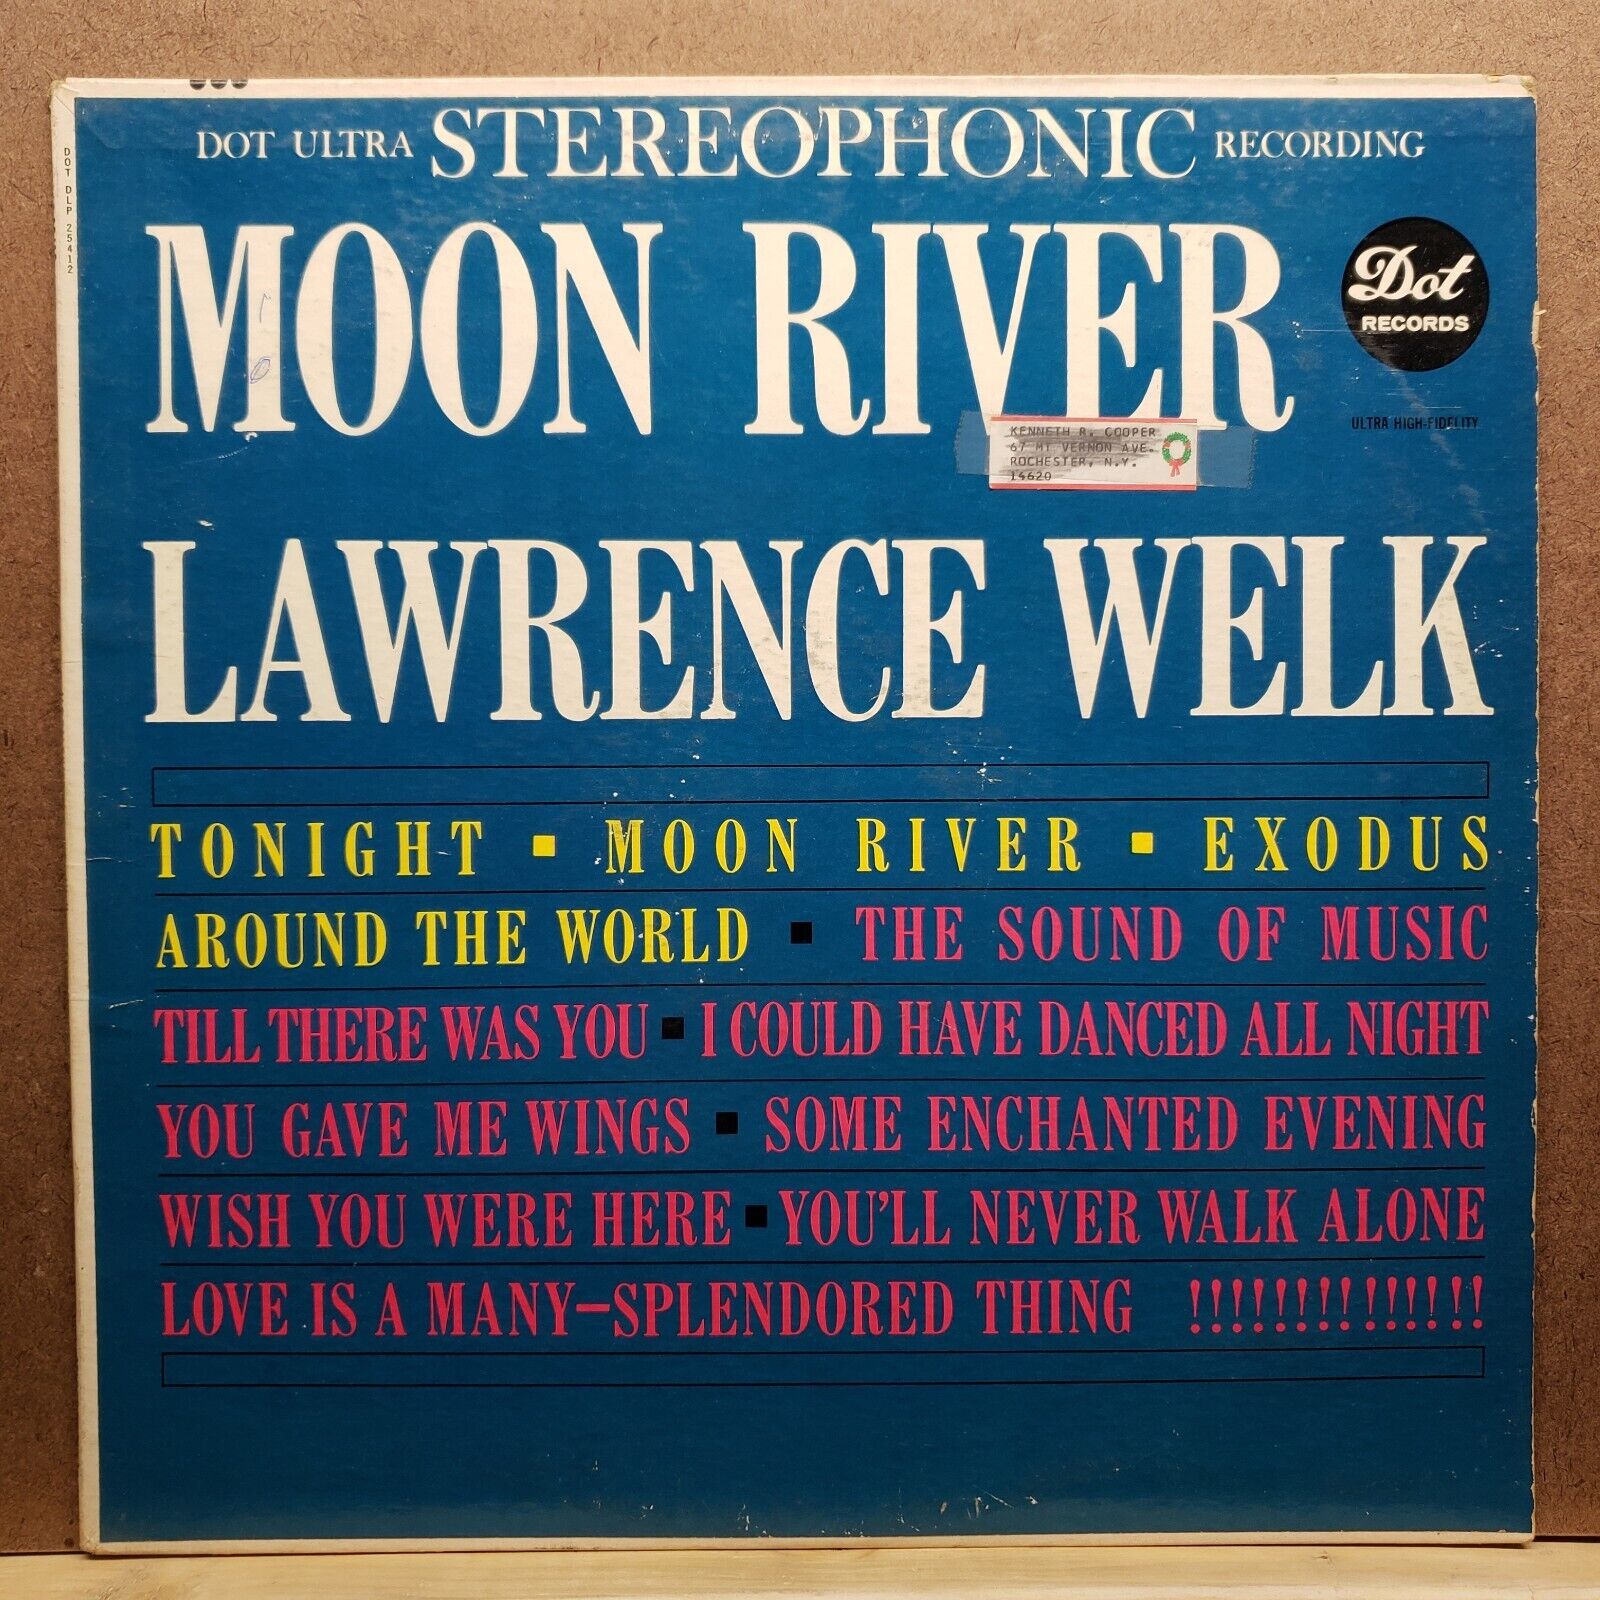 DOT ULTRA STEREOPHONIC RECORDING
DOT DLP 25412
MOON RIVER
Dot
RECORDS
ULTRA HIGH-FIDELITY
KENNETH R. COOPER
67 MT VERNON AVE.
ROCHESTER, N.Y.
14620
LAWRENCE WELK
TONIGHT ▪ MOON RIVER ▪ EXODUS
AROUND THE WORLD ▪ THE SOUND OF MUSIC
TILL THERE WAS YOU ▪ I COULD HAVE DANCED ALL NIGHT
YOU GAVE ME WINGS ▪ SOME ENCHANTED EVENING
WISH YOU WERE HERE ▪ YOU'LL NEVER WALK ALONE
LOVE IS A MANY—SPLENDORED THING !!!!!!!!!!!!!!